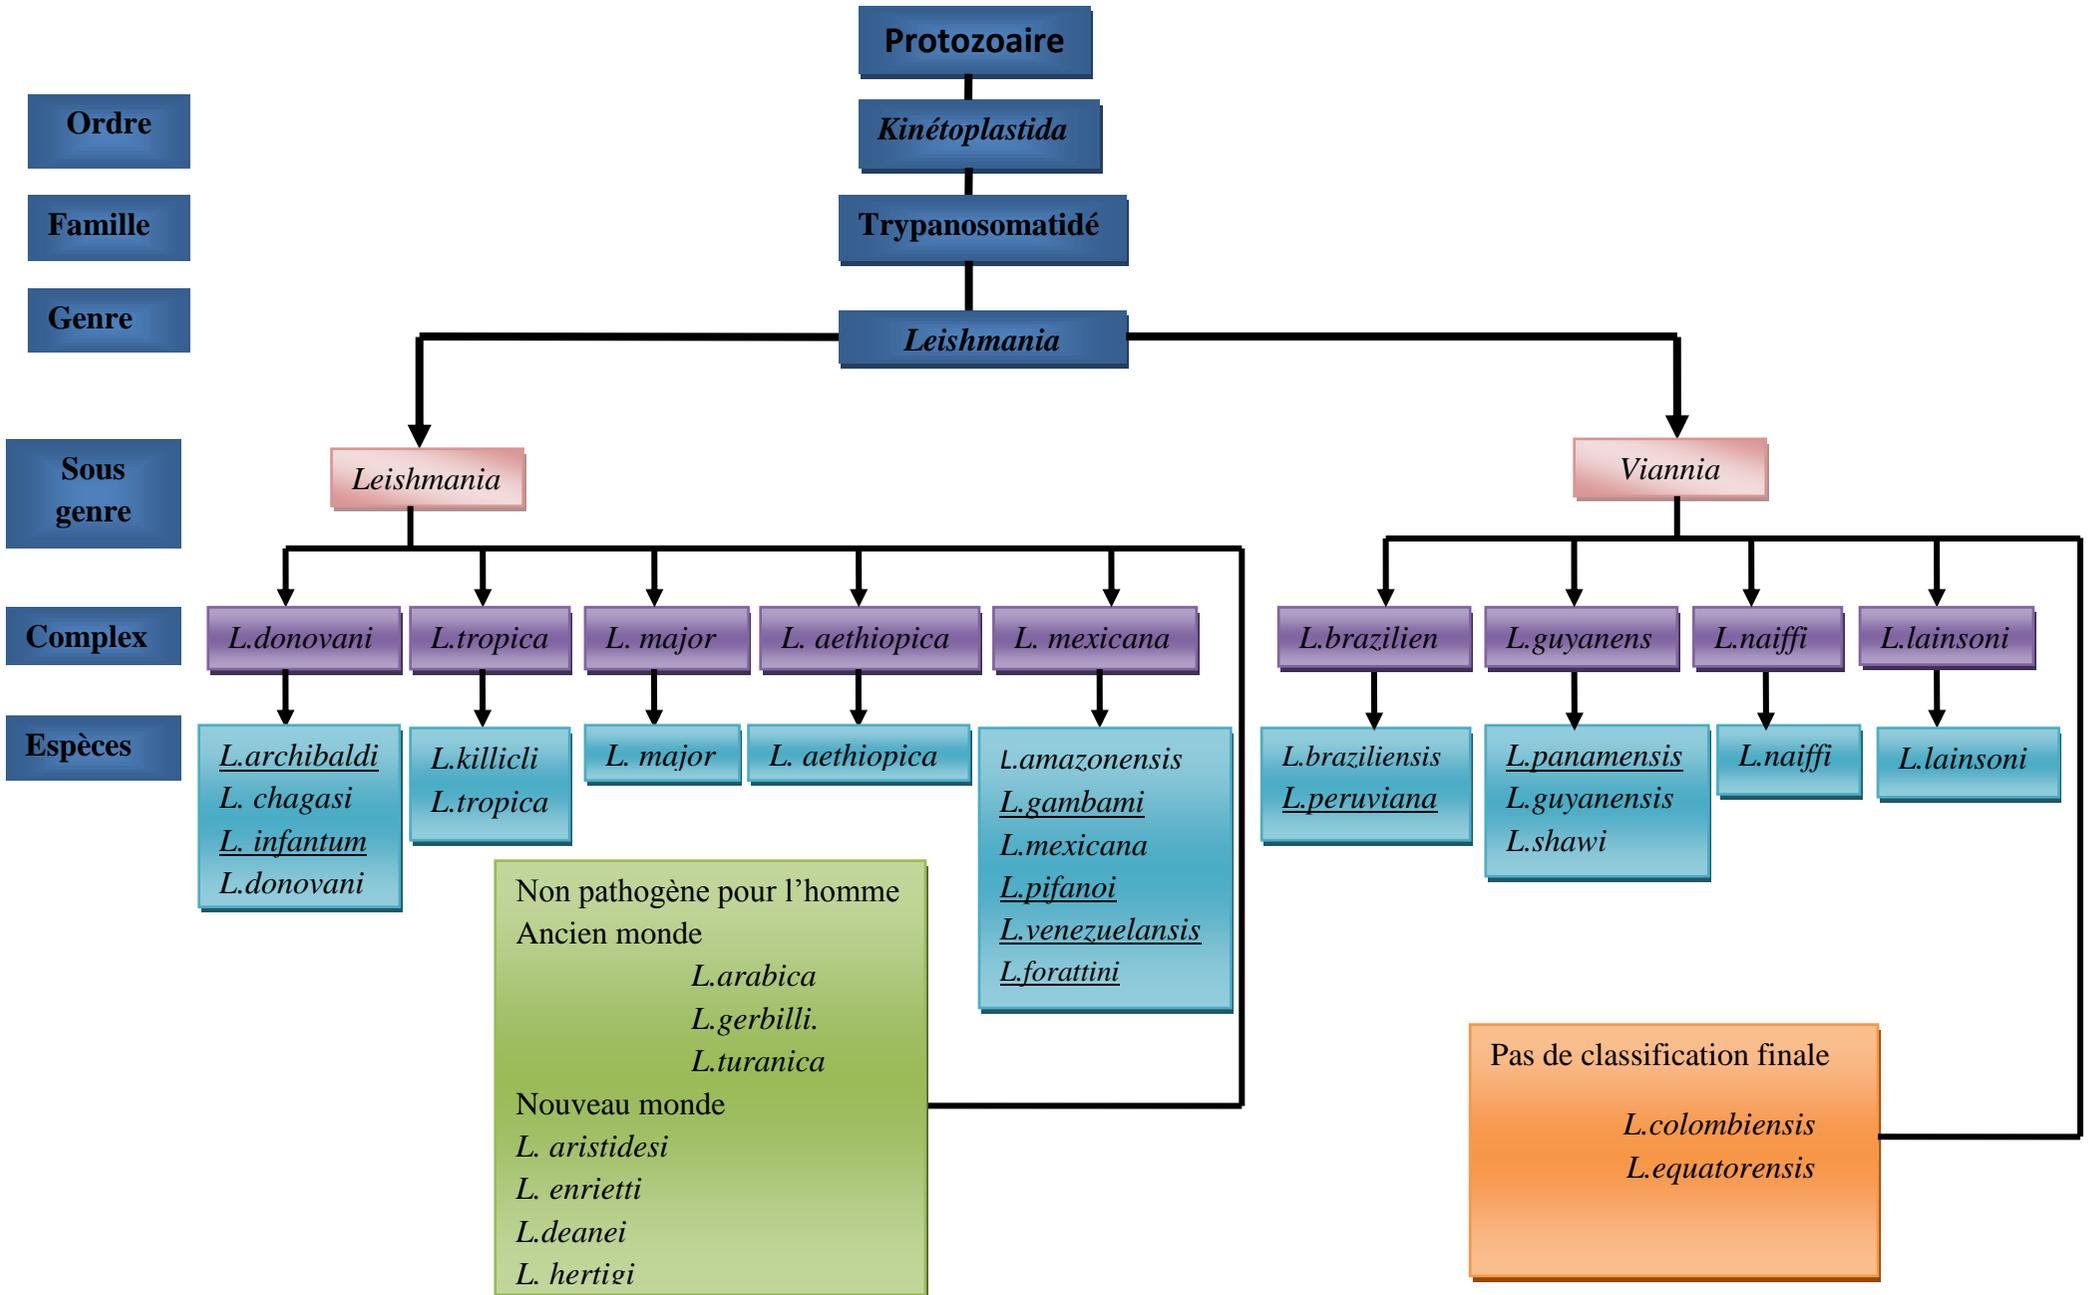 Protozoaire
Ordre
Kinétoplastida
Famille
Trypanosomatidé
Genre
Leishmania
Sous
genre
Leishmania
Viannia
Complex
L.donovani
L.tropica
L. major
L. aethiopica
L. mexicana
L.brazilien
L.guyanens
L.naiffi
L.lainsoni
Espèces
L.archibaldi
L. chagasi
L. infantum
L.donovani
L.killicli
L.tropica
L. major
L. aethiopica
L.amazonensis
L.gambami
L.mexicana
L.pifanoi
L.venezuelansis
L.forattini
L.braziliensis
L.peruviana
L.panamensis
L.guyanensis
L.shawi
L.naiffi
L.lainsoni
Non pathogène pour l’homme
Ancien monde
L.arabica
L.gerbilli.
L.turanica
Nouveau monde
L. aristidesi
L. enrietti
L.deanei
L. hertigi
Pas de classification finale
L.colombiensis
L.equatorensis